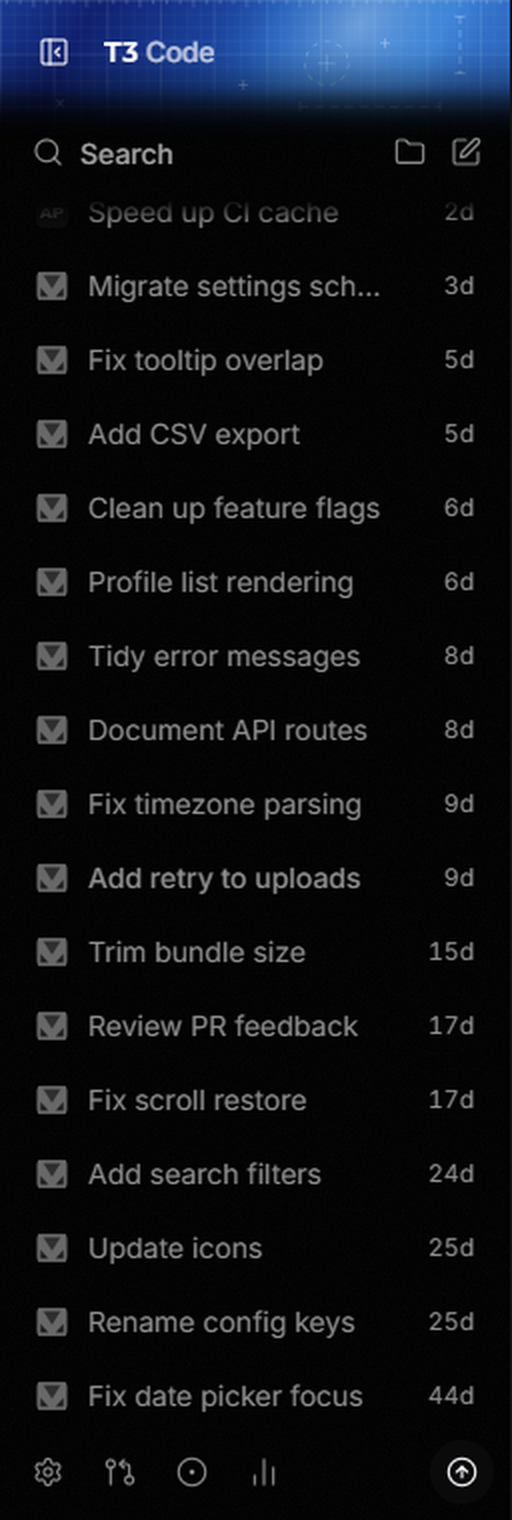 T3 Code
Search
AP Speed up CI cache 2d
Migrate settings sch... 3d
Fix tooltip overlap 5d
Add CSV export 5d
Clean up feature flags 6d
Profile list rendering 6d
Tidy error messages 8d
Document API routes 8d
Fix timezone parsing 9d
Add retry to uploads 9d
Trim bundle size 15d
Review PR feedback 17d
Fix scroll restore 17d
Add search filters 24d
Update icons 25d
Rename config keys 25d
Fix date picker focus 44d